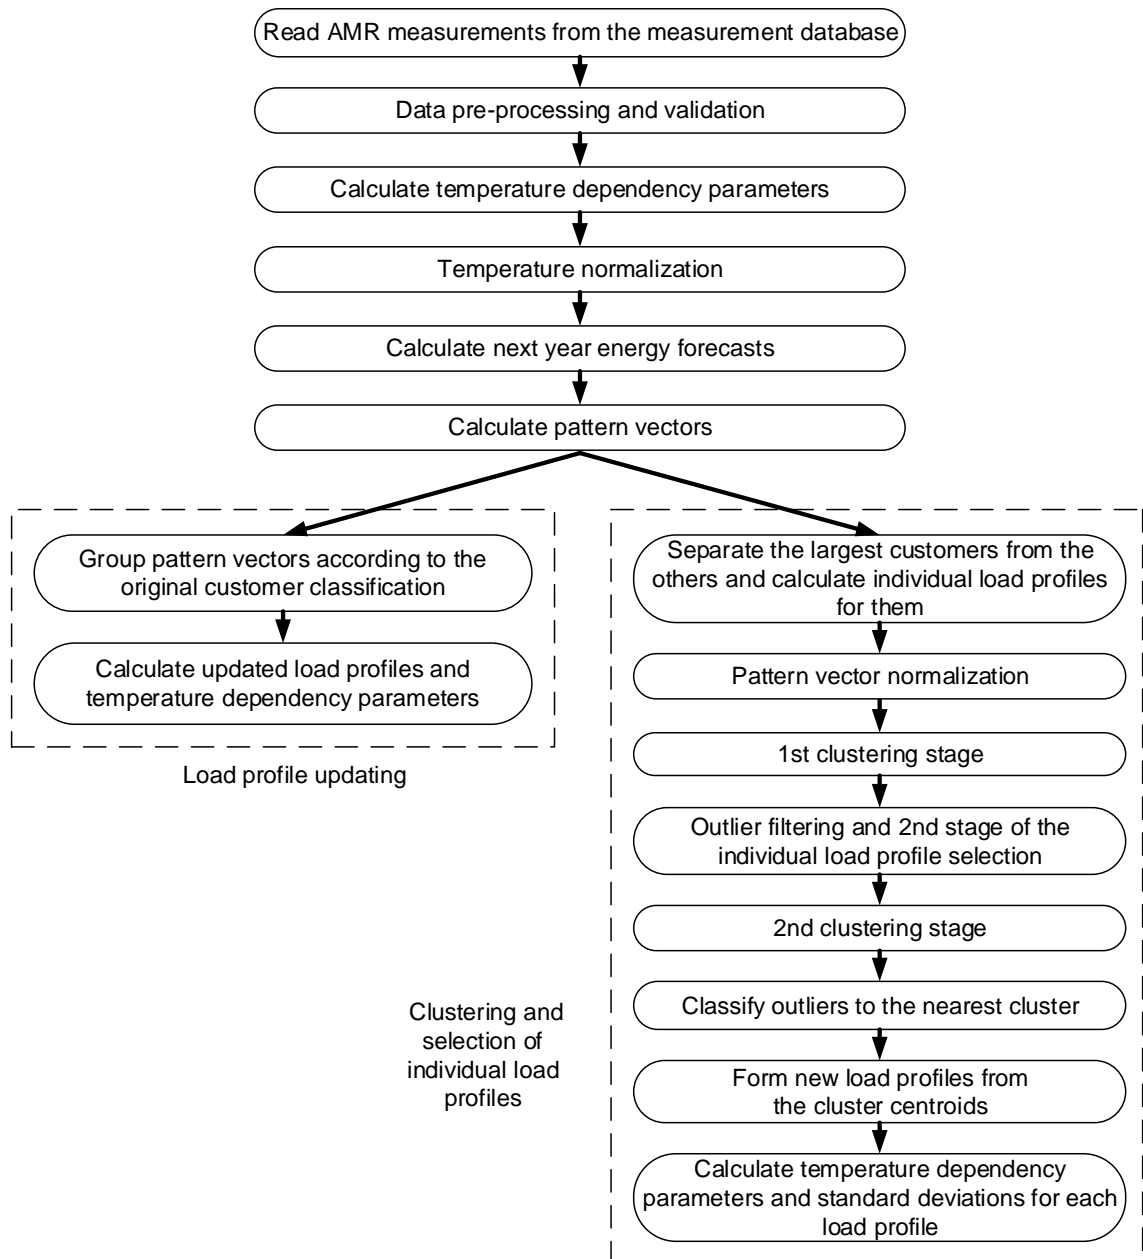 Read AMR measurements from the measurement database
Data pre-processing and validation
Calculate temperature dependency parameters
Temperature normalization
Calculate next year energy forecasts
Calculate pattern vectors
Group pattern vectors according to the
original customer classification
Calculate updated load profiles and
temperature dependency parameters
Load profile updating
Separate the largest customers from the
others and calculate individual load profiles
for them
Pattern vector normalization
1st clustering stage
Outlier filtering and 2nd stage of the
individual load profile selection
2nd clustering stage
Classify outliers to the nearest cluster
Form new load profiles from
the cluster centroids
Calculate temperature dependency
parameters and standard deviations for each
load profile
Clustering and
selection of
individual load
profiles